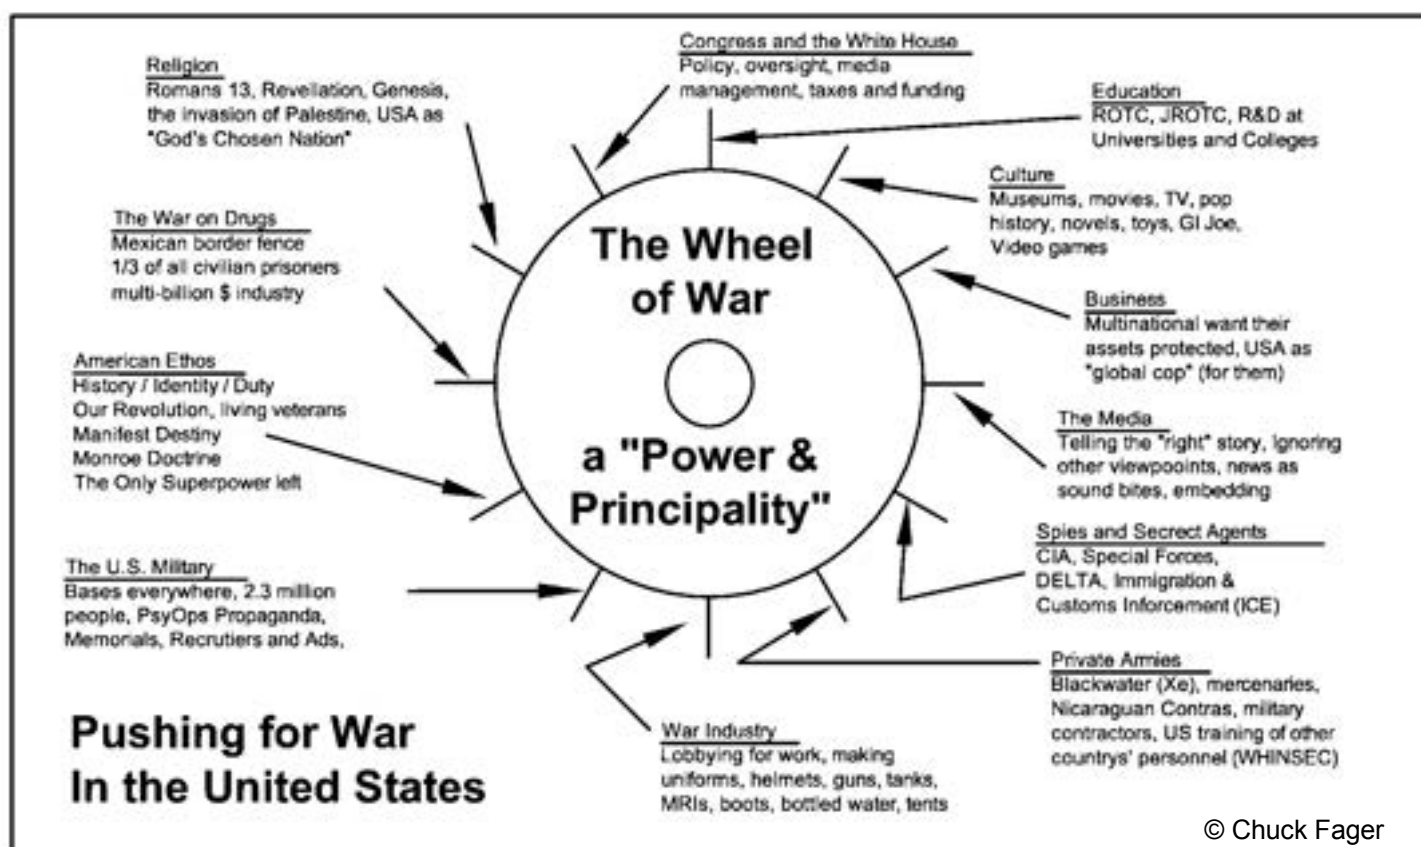 Congress and the White House
Policy, oversight, media
management, taxes and funding
Education
ROTC, JROTC, R&D at
Universities and Colleges
Culture
Museums, movies, TV, pop
history, novels, toys, GI Joe,
Video games
Business
Multinational want their
assets protected, USA as
"global cop" (for them)
The Media
Telling the "right" story, Ignoring
other viewpooints, news as
sound bites, embedding
Spies and Secrect Agents
CIA, Special Forces,
DELTA, Immigration &
Customs Inforcement (ICE)
Private Armies
Blackwater (Xe), mercenaries,
Nicaraguan Contras, military
contractors, US training of other
countrys' personnel (WHINSEC)
War Industry
Lobbying for work, making
uniforms, helmets, guns, tanks,
MRIs, boots, bottled water, tents
The U.S. Military
Bases everywhere, 2.3 million
people, PsyOps Propaganda,
Memorials, Recrutiers and Ads,
American Ethos
History / Identity / Duty
Our Revolution, living veterans
Manifest Destiny
Monroe Doctrine
The Only Superpower left
The War on Drugs
Mexican border fence
1/3 of all civilian prisoners
multi-billion $ industry
Religion
Romans 13, Revellation, Genesis,
the invasion of Palestine, USA as
"God's Chosen Nation"
The Wheel
of War
a "Power &
Principality"
Pushing for War
In the United States
© Chuck Fager